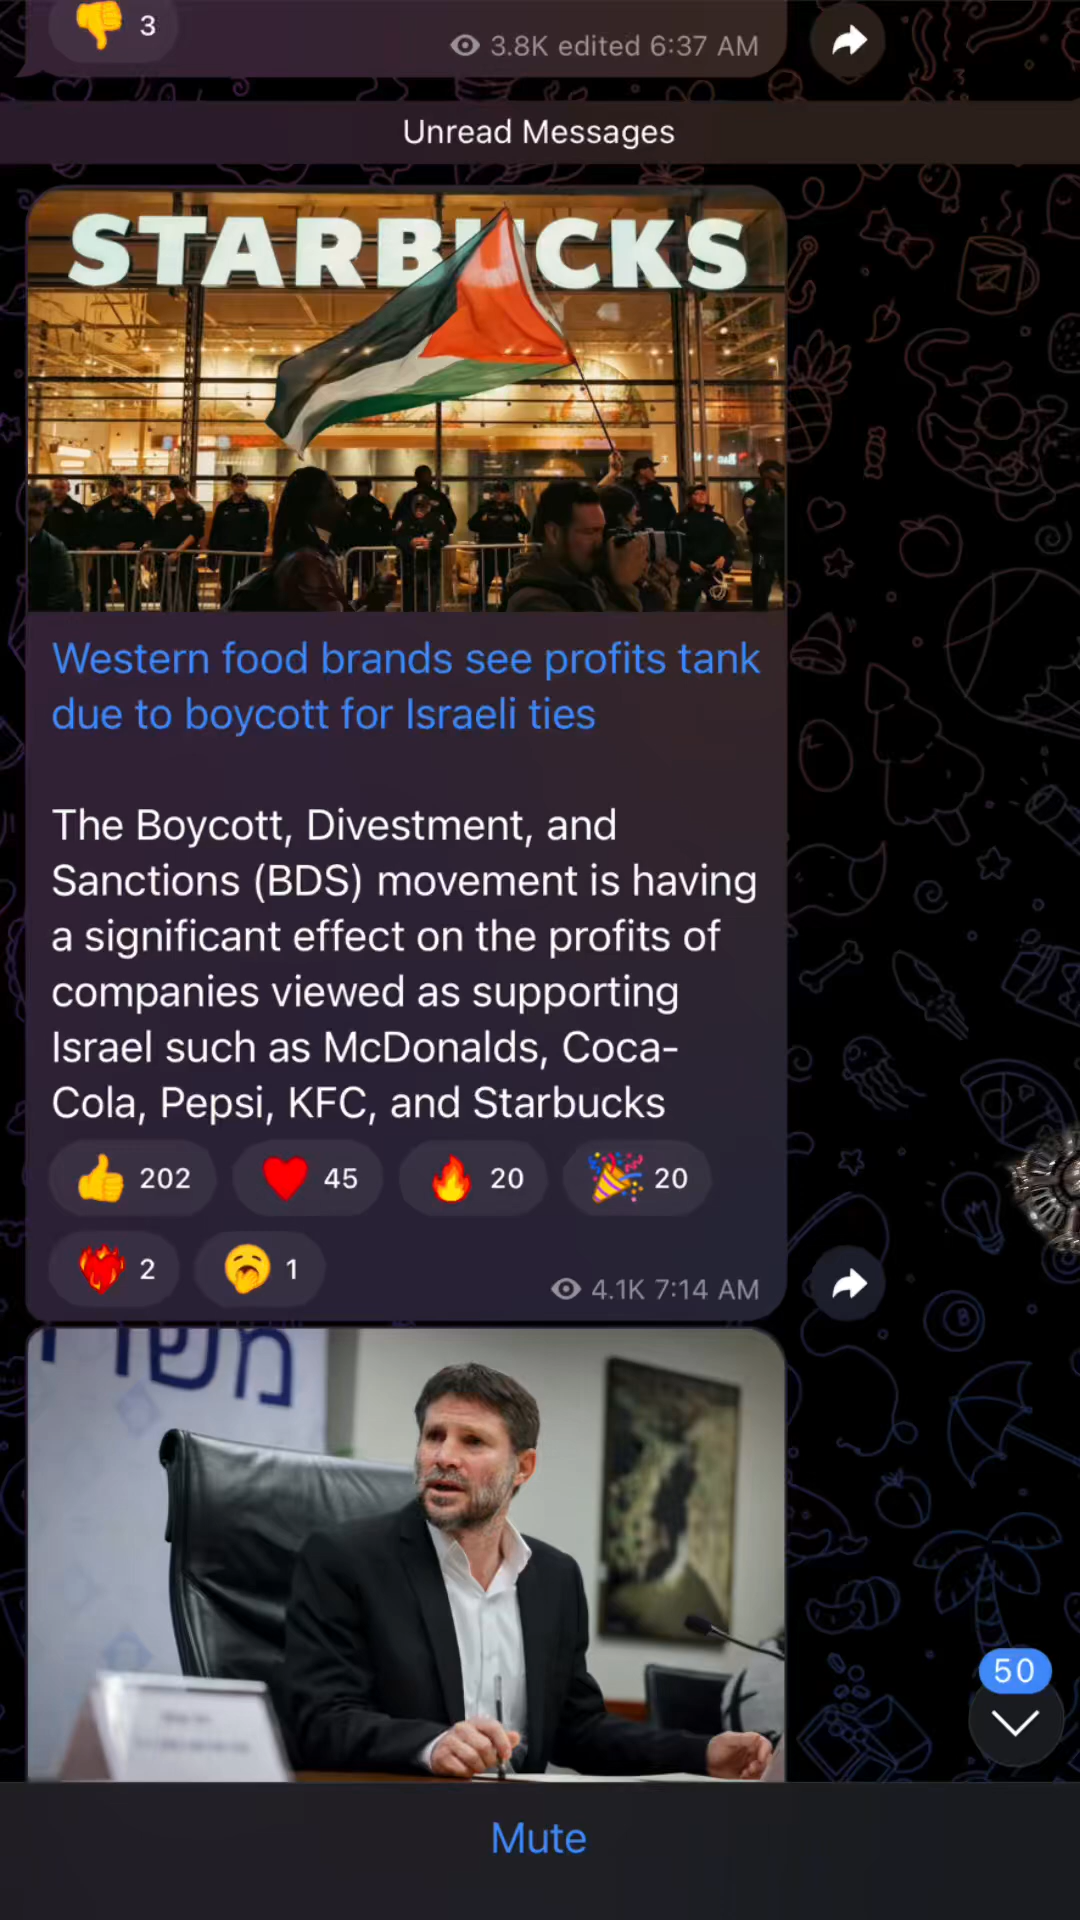 3
3.8K edited 6:37 AM
Unread Messages
STARBUCKS
Western food brands see profits tank
due to boycott for Israeli ties
The Boycott, Divestment, and
Sanctions (BDS) movement is having
a significant effect on the profits of
companies viewed as supporting
Israel such as McDonalds, Coca-
Cola, Pepsi, KFC, and Starbucks
202 45 20 20
2 1
4.1K 7:14 AM
50
Mute